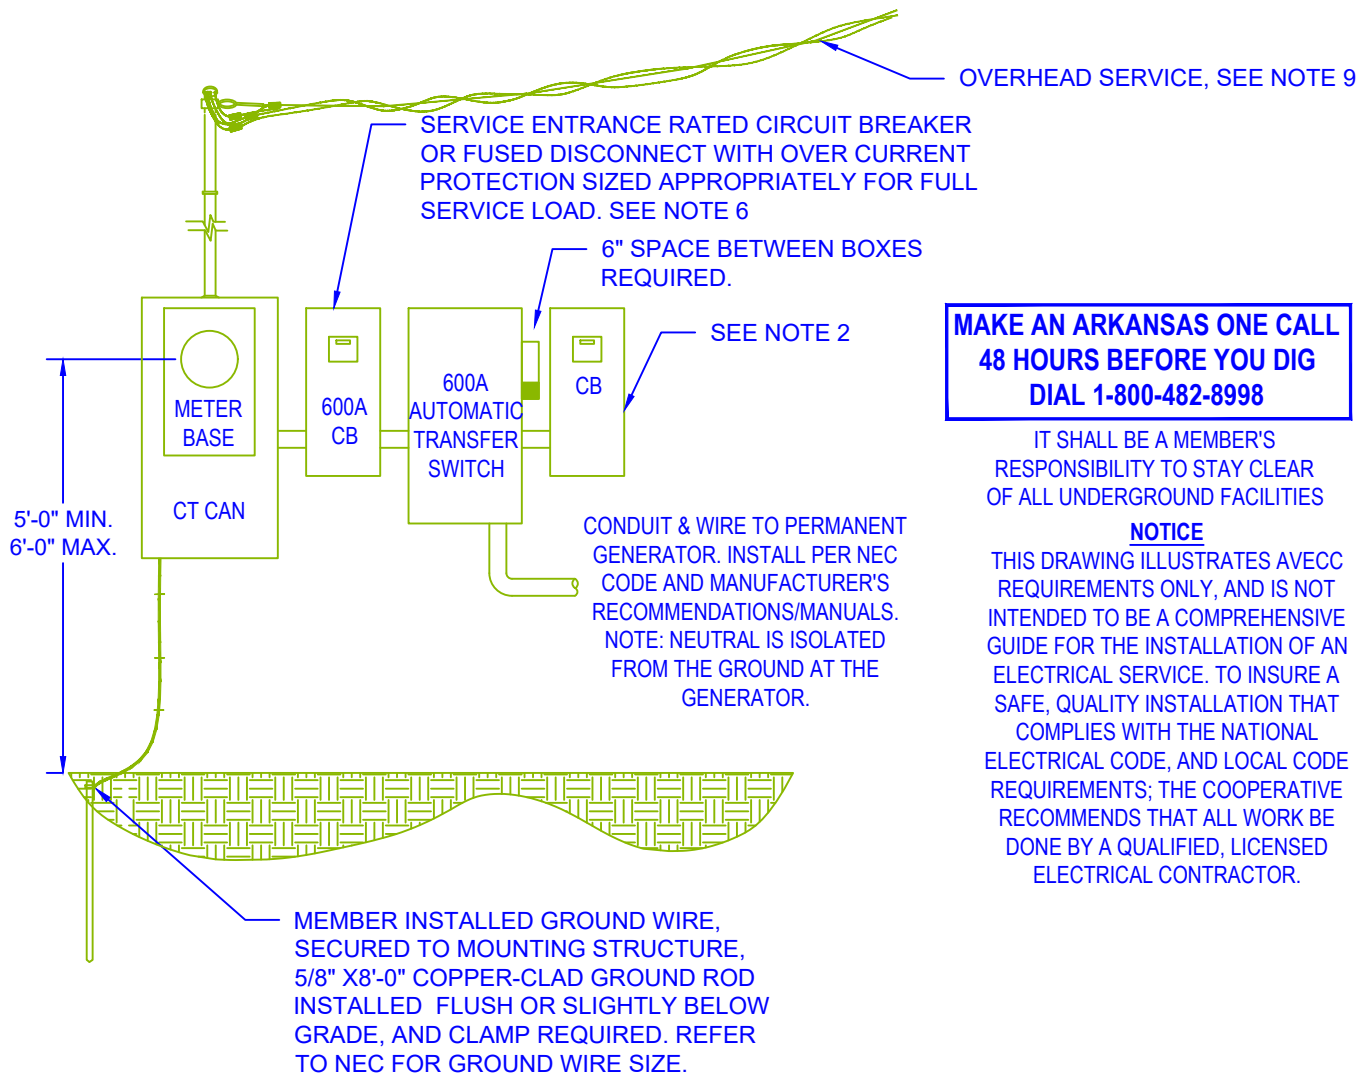 OVERHEAD SERVICE, SEE NOTE 9
SERVICE ENTRANCE RATED CIRCUIT BREAKER
OR FUSED DISCONNECT WITH OVER CURRENT
PROTECTION SIZED APPROPRIATELY FOR FULL
SERVICE LOAD. SEE NOTE 6
6" SPACE BETWEEN BOXES
REQUIRED.
SEE NOTE 2
METER
BASE
CT CAN
600A
CB
600A
AUTOMATIC
TRANSFER
SWITCH
CB
5'-0" MIN.
6'-0" MAX.
CONDUIT & WIRE TO PERMANENT
GENERATOR. INSTALL PER NEC
CODE AND MANUFACTURER'S
RECOMMENDATIONS/MANUALS.
NOTE: NEUTRAL IS ISOLATED
FROM THE GROUND AT THE
GENERATOR.
MEMBER INSTALLED GROUND WIRE,
SECURED TO MOUNTING STRUCTURE,
5/8" X8'-0" COPPER-CLAD GROUND ROD
INSTALLED FLUSH OR SLIGHTLY BELOW
GRADE, AND CLAMP REQUIRED. REFER
TO NEC FOR GROUND WIRE SIZE.
MAKE AN ARKANSAS ONE CALL
48 HOURS BEFORE YOU DIG
DIAL 1-800-482-8998
IT SHALL BE A MEMBER'S
RESPONSIBILITY TO STAY CLEAR
OF ALL UNDERGROUND FACILITIES
NOTICE
THIS DRAWING ILLUSTRATES AVECC
REQUIREMENTS ONLY, AND IS NOT
INTENDED TO BE A COMPREHENSIVE
GUIDE FOR THE INSTALLATION OF AN
ELECTRICAL SERVICE. TO INSURE A
SAFE, QUALITY INSTALLATION THAT
COMPLIES WITH THE NATIONAL
ELECTRICAL CODE, AND LOCAL CODE
REQUIREMENTS; THE COOPERATIVE
RECOMMENDS THAT ALL WORK BE
DONE BY A QUALIFIED, LICENSED
ELECTRICAL CONTRACTOR.